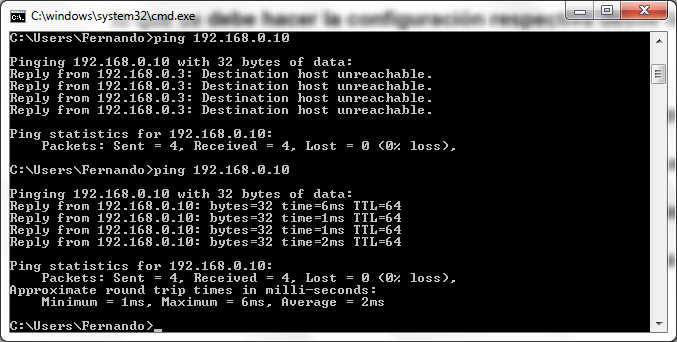 C:\windows\system32\cmd.exe
debe hacer la configuración respectiva
C:\Users\Fernando>ping 192.168.0.10
Pinging 192.168.0.10 with 32 bytes of data:
Reply from 192.168.0.3: Destination host unreachable.
Reply from 192.168.0.3: Destination host unreachable.
Reply from 192.168.0.3: Destination host unreachable.
Reply from 192.168.0.3: Destination host unreachable.
Ping statistics for 192.168.0.10:
    Packets: Sent = 4, Received = 4, Lost = 0 (0% loss),
C:\Users\Fernando>ping 192.168.0.10
Pinging 192.168.0.10 with 32 bytes of data:
Reply from 192.168.0.10: bytes=32 time=6ms TTL=64
Reply from 192.168.0.10: bytes=32 time=1ms TTL=64
Reply from 192.168.0.10: bytes=32 time=1ms TTL=64
Reply from 192.168.0.10: bytes=32 time=2ms TTL=64
Ping statistics for 192.168.0.10:
    Packets: Sent = 4, Received = 4, Lost = 0 (0% loss),
Approximate round trip times in milli-seconds:
    Minimum = 1ms, Maximum = 6ms, Average = 2ms
C:\Users\Fernando>_